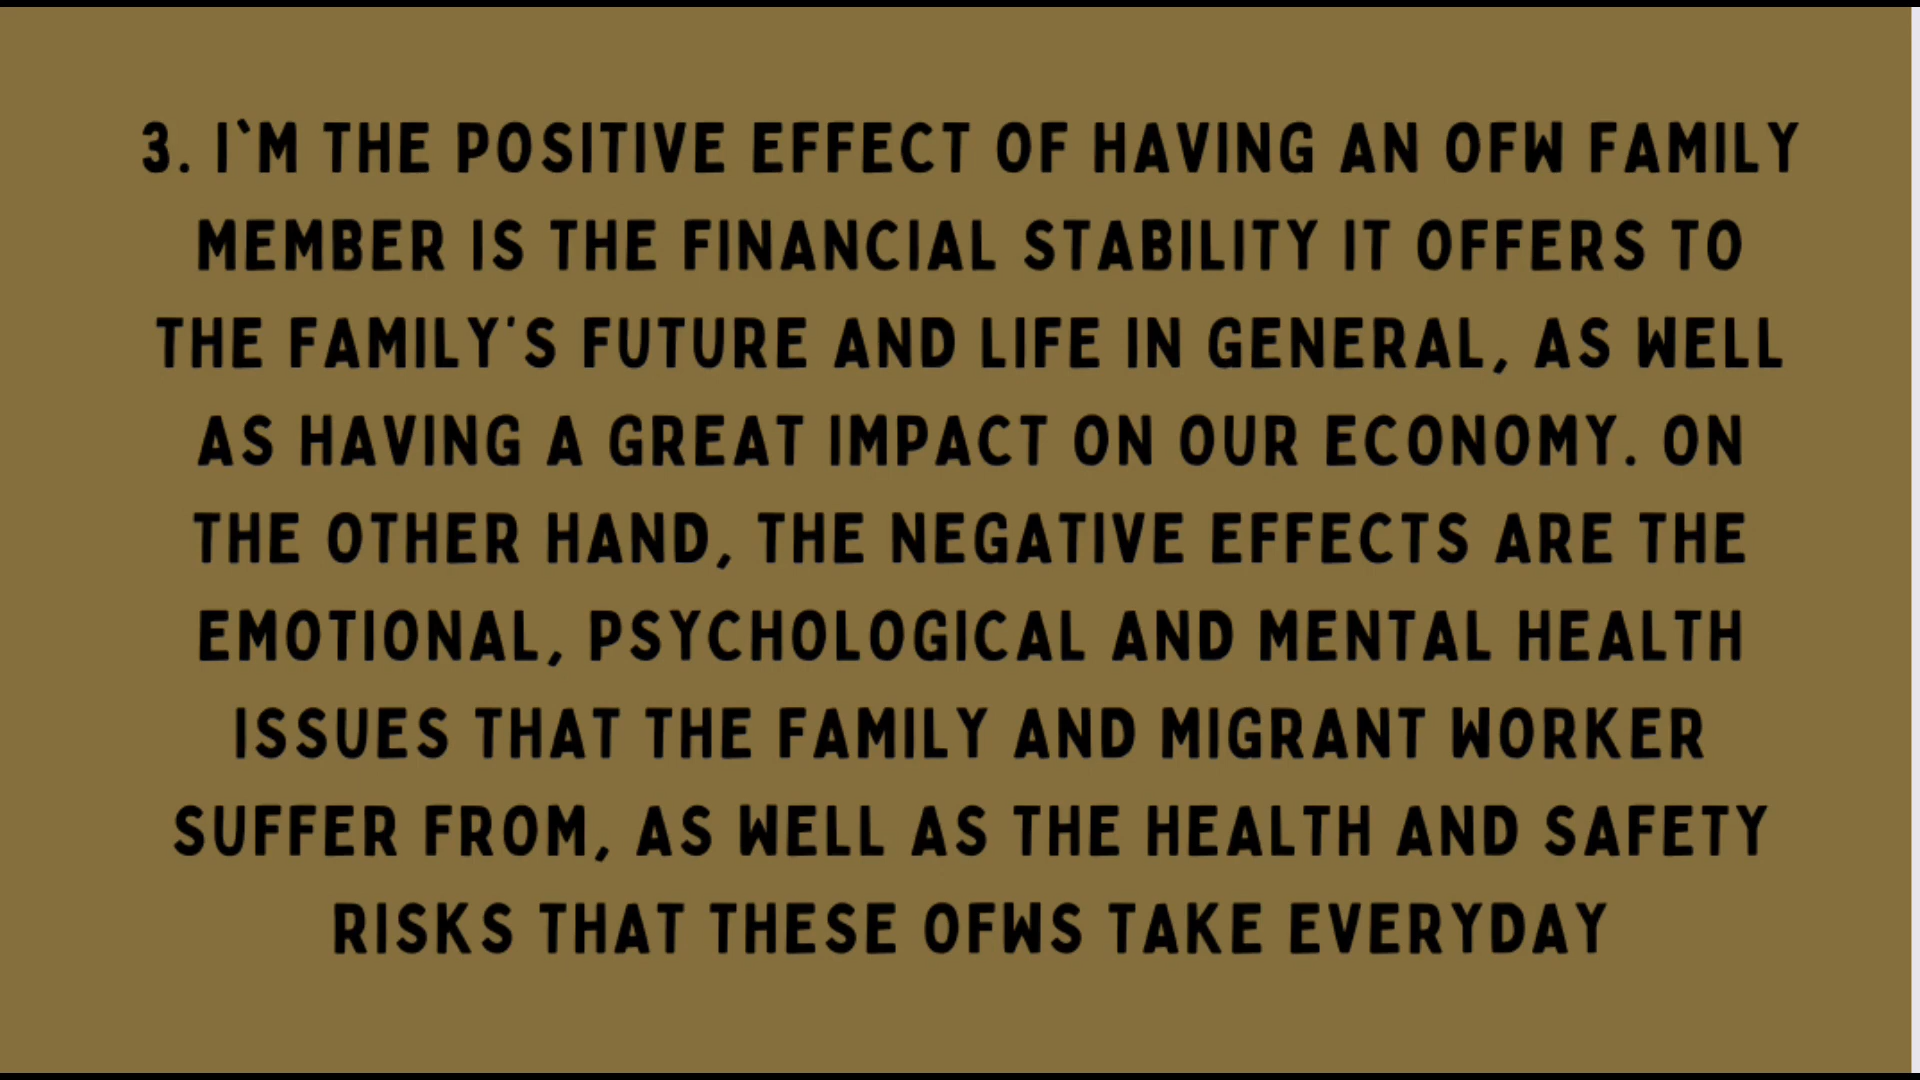 3. I`M THE POSITIVE EFFECT OF HAVING AN OFW FAMILY
MEMBER IS THE FINANCIAL STABILITY IT OFFERS TO
THE FAMILY'S FUTURE AND LIFE IN GENERAL, AS WELL
AS HAVING A GREAT IMPACT ON OUR ECONOMY. ON
THE OTHER HAND, THE NEGATIVE EFFECTS ARE THE
EMOTIONAL, PSYCHOLOGICAL AND MENTAL HEALTH
ISSUES THAT THE FAMILY AND MIGRANT WORKER
SUFFER FROM, AS WELL AS THE HEALTH AND SAFETY
RISKS THAT THESE OFWS TAKE EVERYDAY